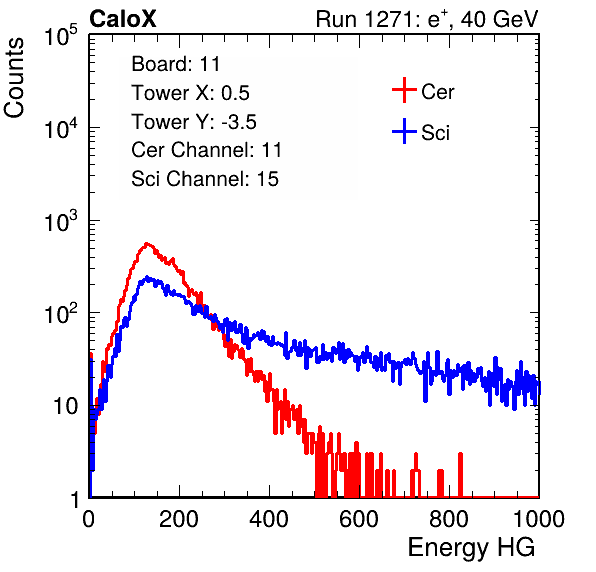 CaloX Run 1271: e⁺, 40 GeV
Counts
10⁵
10⁴
10³
10²
10
1
Board: 11
Tower X: 0.5
Tower Y: -3.5
Cer Channel: 11
Sci Channel: 15
Cer
Sci
0 200 400 600 800 1000
Energy HG